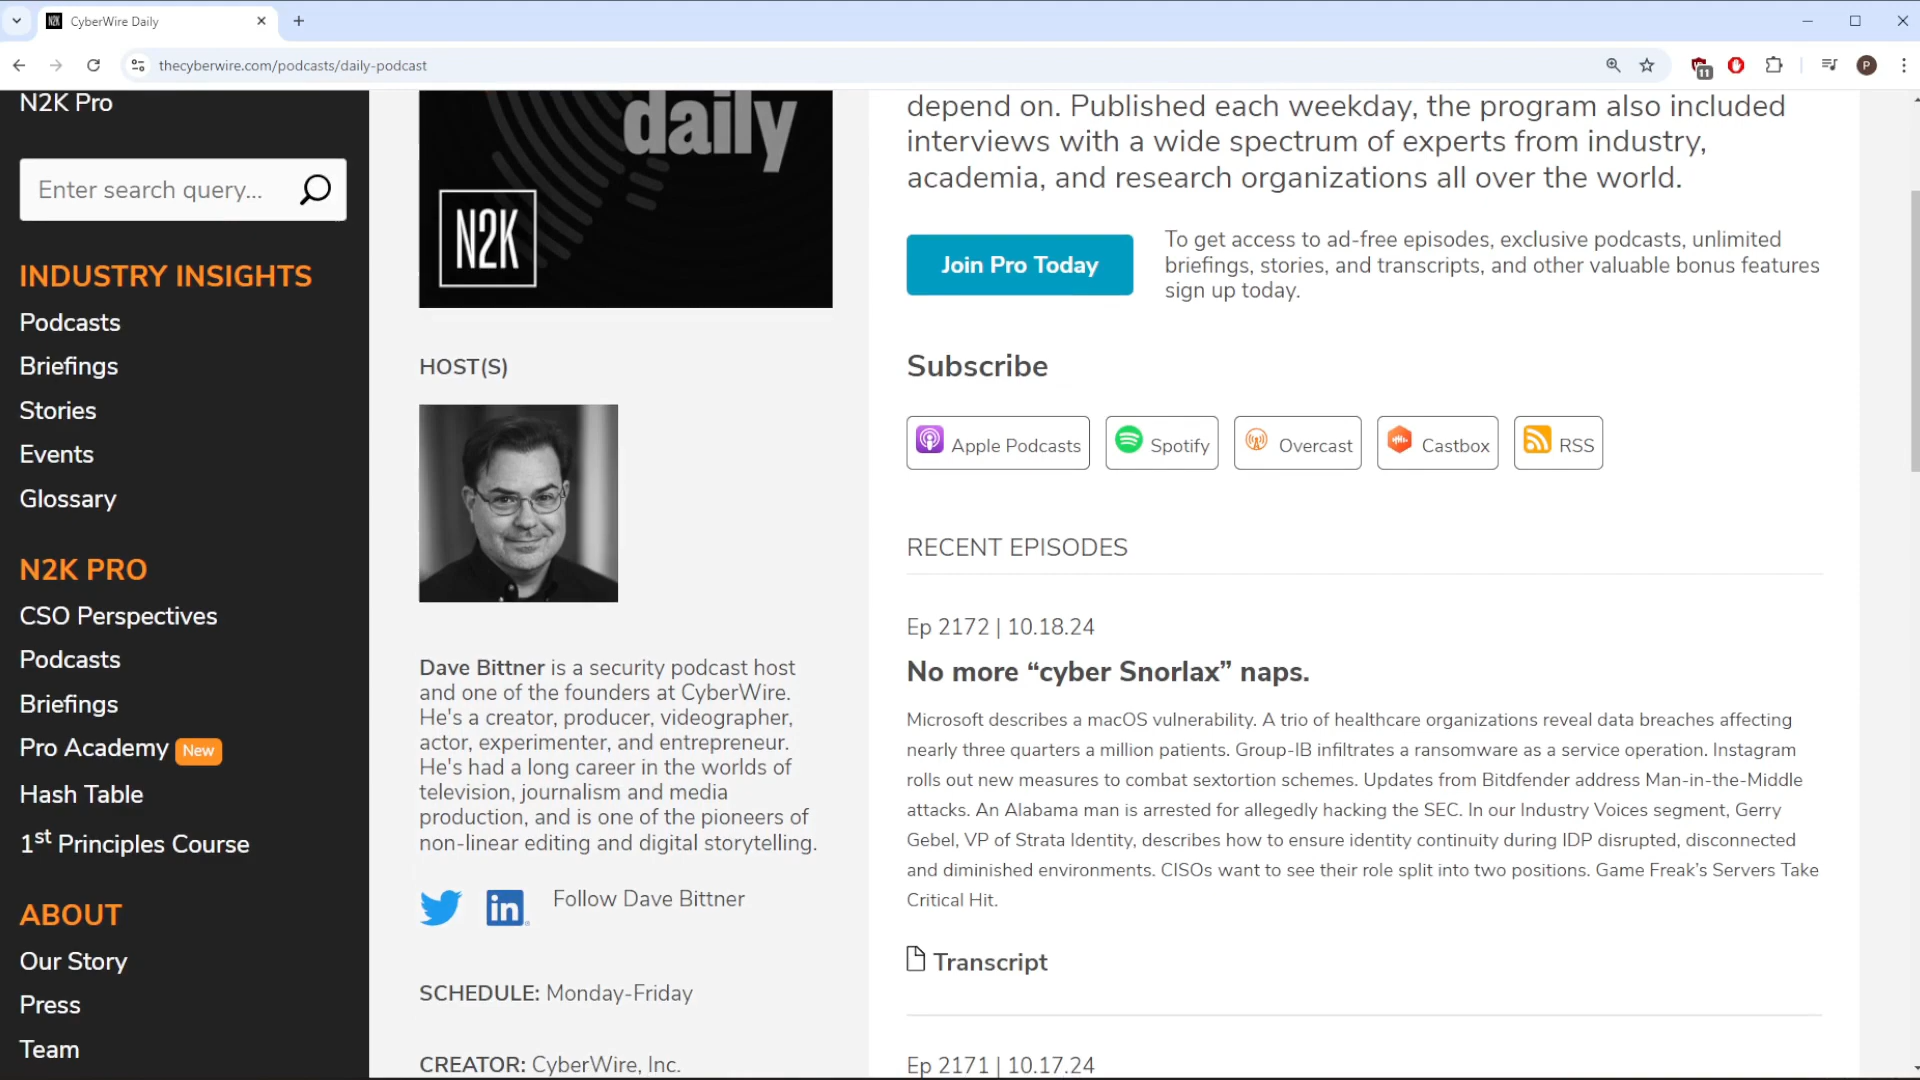 CyberWire Daily
thecyberwire.com/podcasts/daily-podcast
11
P
N2K Pro
Enter search query...
INDUSTRY INSIGHTS
Podcasts
Briefings
Stories
Events
Glossary
N2K PRO
CSO Perspectives
Podcasts
Briefings
Pro Academy New
Hash Table
1st Principles Course
ABOUT
Our Story
Press
Team
daily
N2K
HOST(S)
Dave Bittner is a security podcast host
and one of the founders at CyberWire.
He's a creator, producer, videographer,
actor, experimenter, and entrepreneur.
He's had a long career in the worlds of
television, journalism and media
production, and is one of the pioneers of
non-linear editing and digital storytelling.
in
Follow Dave Bittner
SCHEDULE: Monday-Friday
CREATOR: CyberWire, Inc.
depend on. Published each weekday, the program also included
interviews with a wide spectrum of experts from industry,
academia, and research organizations all over the world.
Join Pro Today
To get access to ad-free episodes, exclusive podcasts, unlimited
briefings, stories, and transcripts, and other valuable bonus features
sign up today.
Subscribe
Apple Podcasts
Spotify
Overcast
Castbox
RSS
RECENT EPISODES
Ep 2172 | 10.18.24
No more “cyber Snorlax” naps.
Microsoft describes a macOS vulnerability. A trio of healthcare organizations reveal data breaches affecting
nearly three quarters a million patients. Group-IB infiltrates a ransomware as a service operation. Instagram
rolls out new measures to combat sextortion schemes. Updates from Bitdfender address Man-in-the-Middle
attacks. An Alabama man is arrested for allegedly hacking the SEC. In our Industry Voices segment, Gerry
Gebel, VP of Strata Identity, describes how to ensure identity continuity during IDP disrupted, disconnected
and diminished environments. CISOs want to see their role split into two positions. Game Freak’s Servers Take
Critical Hit.
Transcript
Ep 2171 | 10.17.24